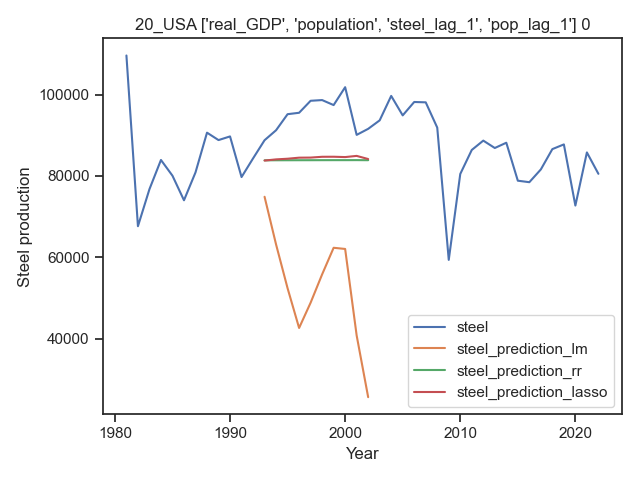 20_USA ['real_GDP', 'population', 'steel_lag_1', 'pop_lag_1'] 0
Steel production
100000
80000
60000
40000
steel
steel_prediction_lm
steel_prediction_rr
steel_prediction_lasso
1980
1990
2000
2010
2020
Year